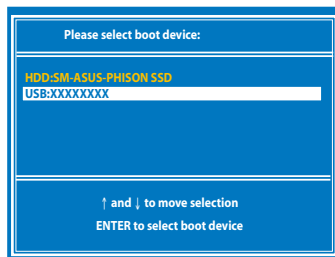 Please select boot device:
HDD:SM-ASUS-PHISON SSD
USB:XXXXXXXX
↑ and ↓ to move selection
ENTER to select boot device